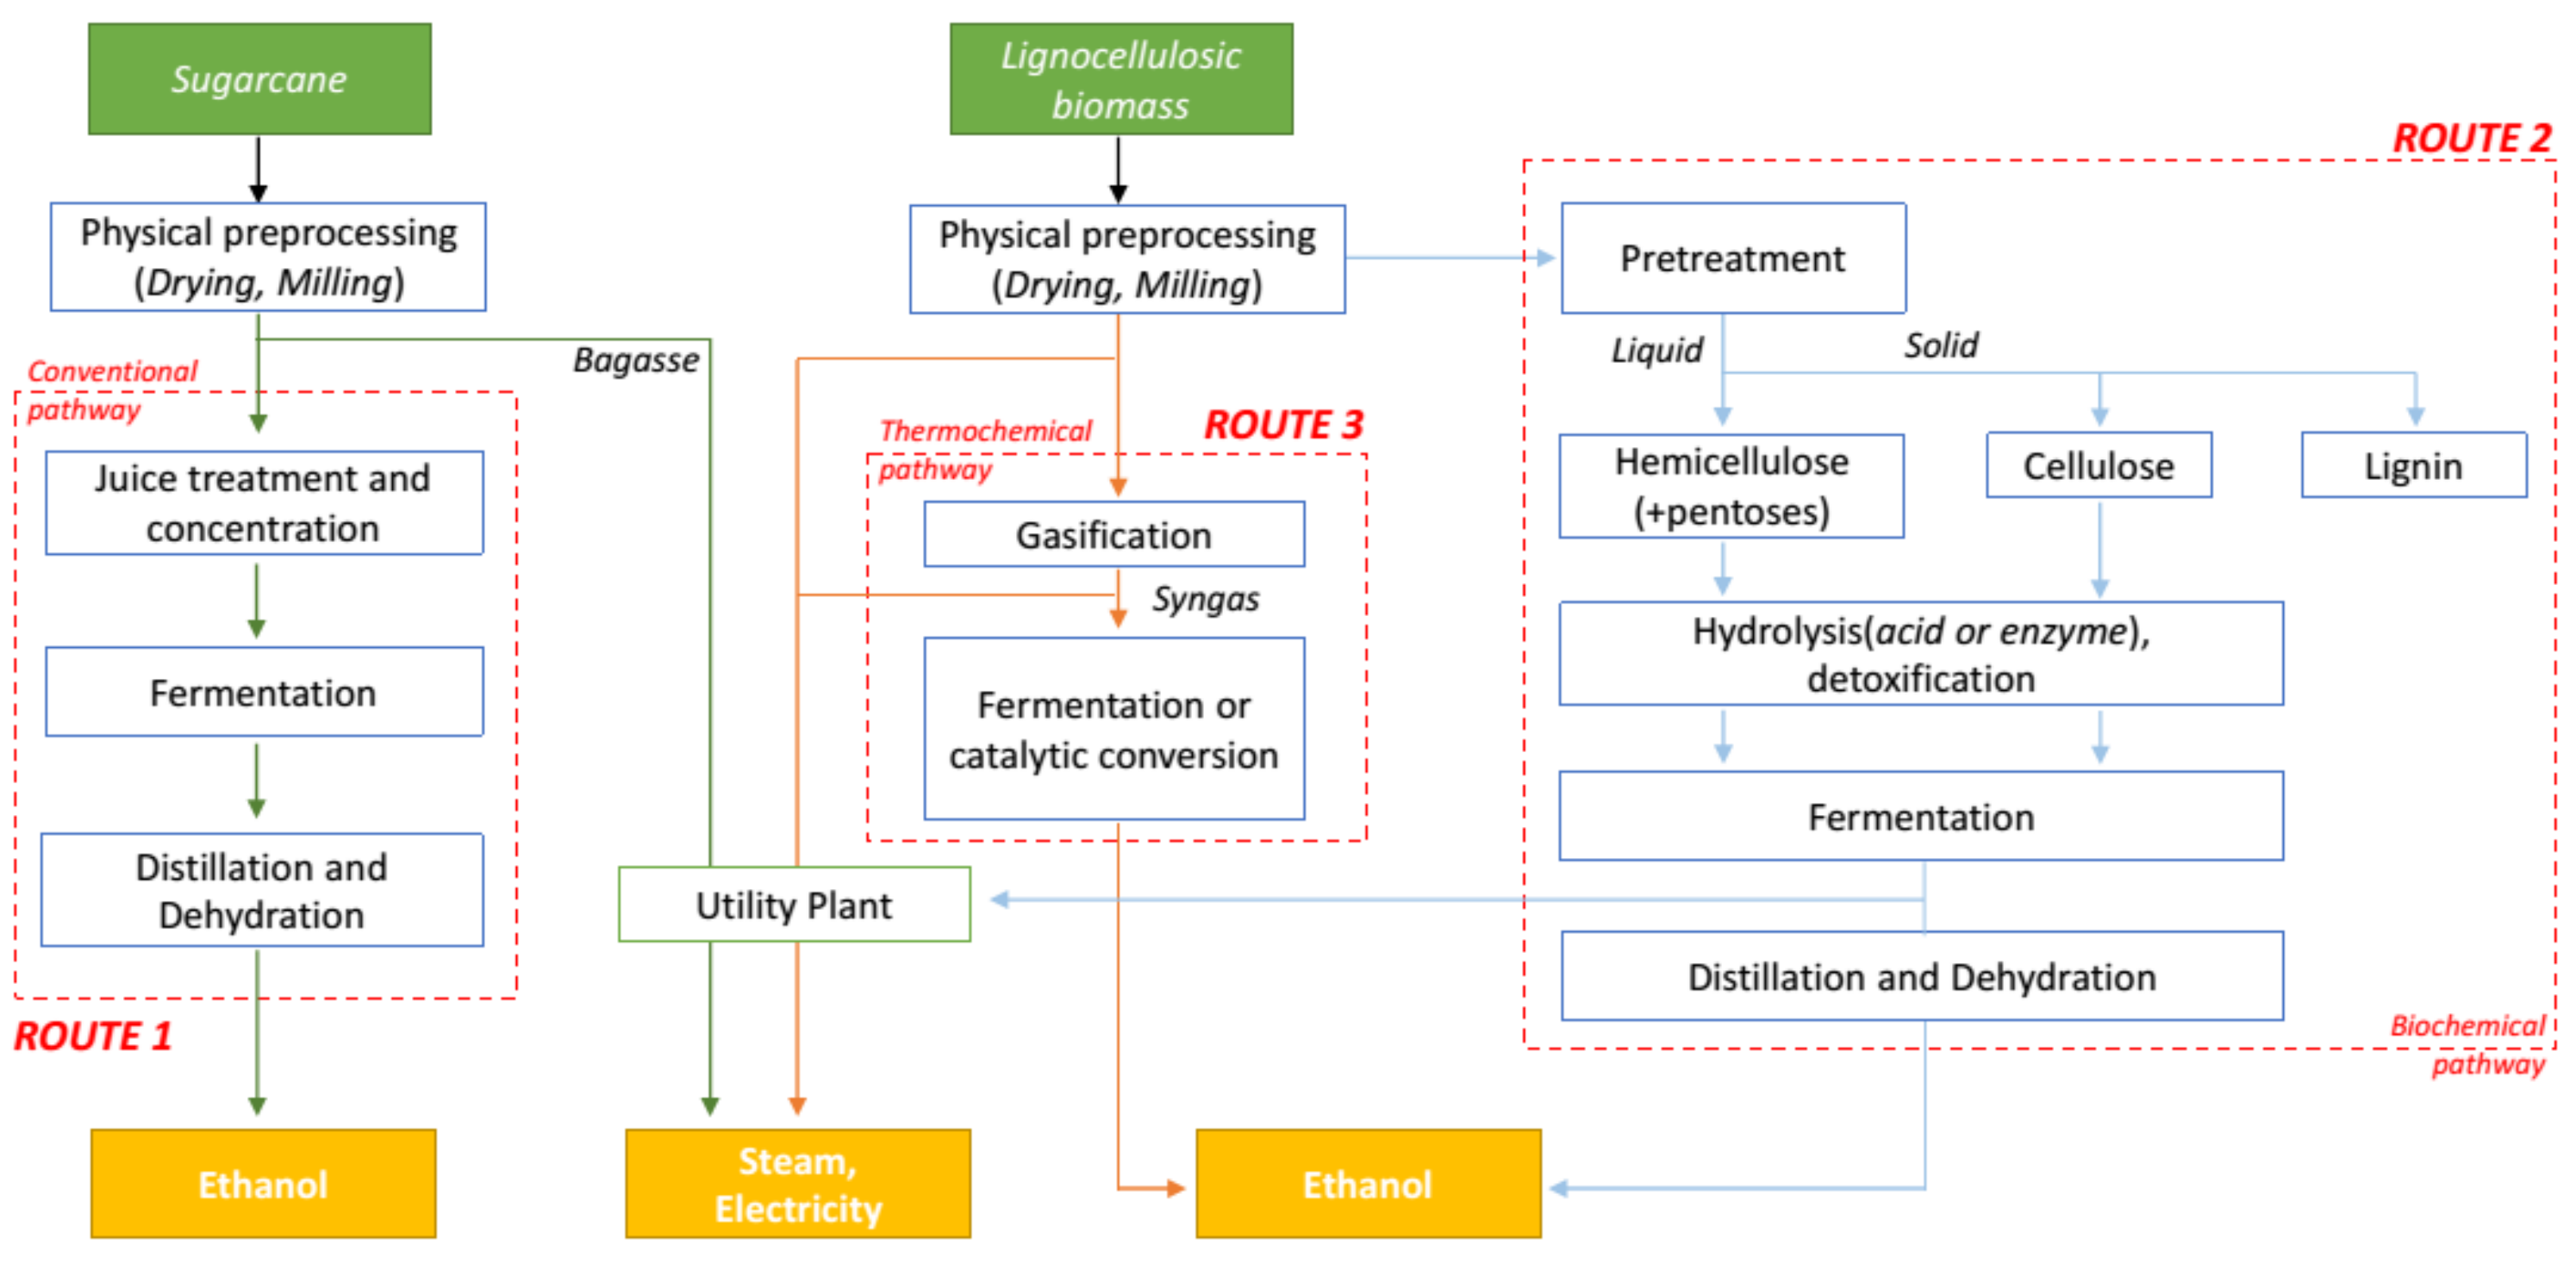 Sugarcane
Lignocellulosic
biomass
ROUTE 2
Physical preprocessing
(Drying, Milling)
Physical preprocessing
(Drying, Milling)
Pretreatment
Bagasse
Liquid
Solid
Conventional
pathway
Thermochemical
pathway
ROUTE 3
Juice treatment and
concentration
Gasification
Hemicellulose
(+pentoses)
Cellulose
Lignin
Syngas
Hydrolysis(acid or enzyme),
detoxification
Fermentation
Fermentation or
catalytic conversion
Fermentation
Distillation and
Dehydration
Utility Plant
Distillation and Dehydration
ROUTE 1
Biochemical
pathway
Ethanol
Steam,
Electricity
Ethanol